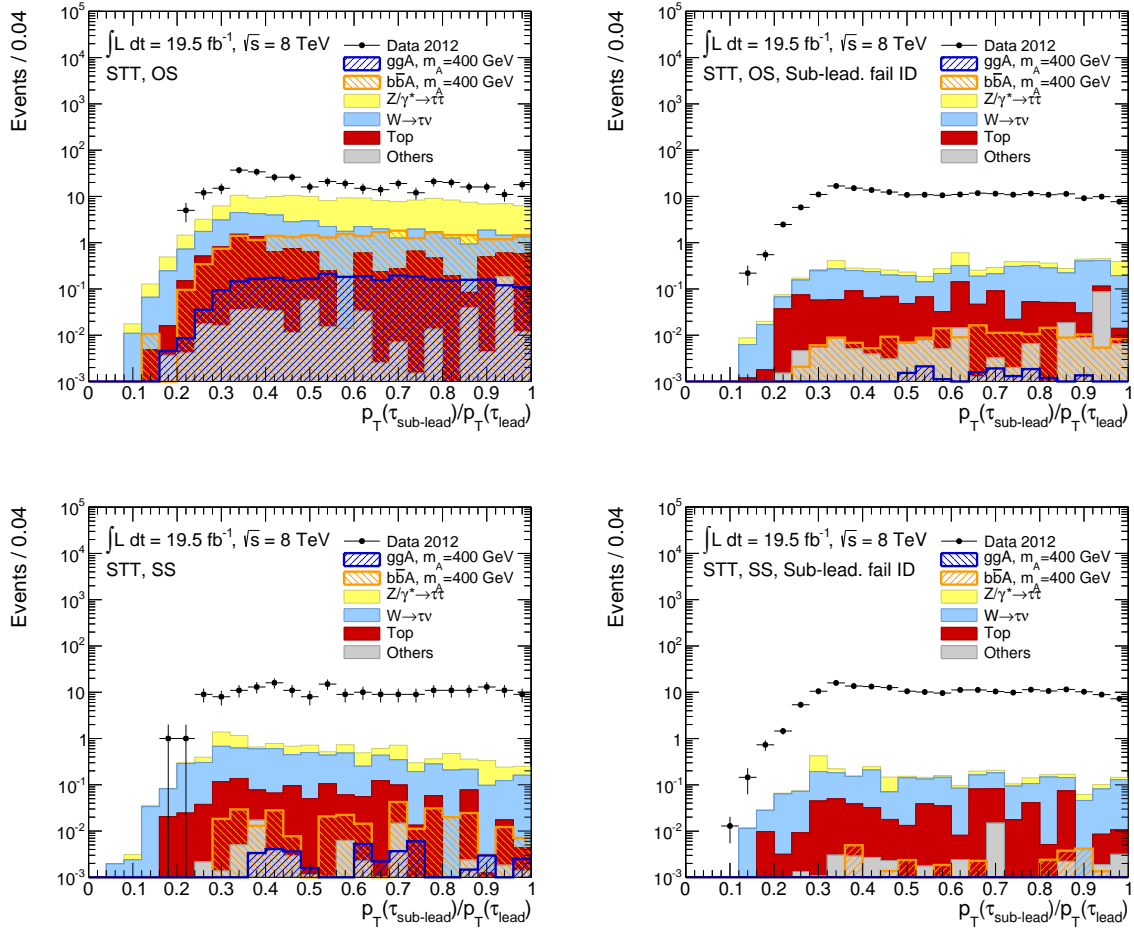 Events / 0.04
10^5
10^4
10^3
10^2
10
1
10^-1
10^-2
10^-3
∫L dt = 19.5 fb^-1, √s = 8 TeV
STT, OS
Data 2012
ggA, m_A=400 GeV
bb̅A, m_A=400 GeV
Z/γ*→ττ
W→τν
Top
Others
0 0.1 0.2 0.3 0.4 0.5 0.6 0.7 0.8 0.9 1
p_T(τ_sub-lead)/p_T(τ_lead)
Events / 0.04
10^5
10^4
10^3
10^2
10
1
10^-1
10^-2
10^-3
∫L dt = 19.5 fb^-1, √s = 8 TeV
STT, OS, Sub-lead. fail ID
Data 2012
ggA, m_A=400 GeV
bb̅A, m_A=400 GeV
Z/γ*→ττ
W→τν
Top
Others
0 0.1 0.2 0.3 0.4 0.5 0.6 0.7 0.8 0.9 1
p_T(τ_sub-lead)/p_T(τ_lead)
Events / 0.04
10^5
10^4
10^3
10^2
10
1
10^-1
10^-2
10^-3
∫L dt = 19.5 fb^-1, √s = 8 TeV
STT, SS
Data 2012
ggA, m_A=400 GeV
bb̅A, m_A=400 GeV
Z/γ*→ττ
W→τν
Top
Others
0 0.1 0.2 0.3 0.4 0.5 0.6 0.7 0.8 0.9 1
p_T(τ_sub-lead)/p_T(τ_lead)
Events / 0.04
10^5
10^4
10^3
10^2
10
1
10^-1
10^-2
10^-3
∫L dt = 19.5 fb^-1, √s = 8 TeV
STT, SS, Sub-lead. fail ID
Data 2012
ggA, m_A=400 GeV
bb̅A, m_A=400 GeV
Z/γ*→ττ
W→τν
Top
Others
0 0.1 0.2 0.3 0.4 0.5 0.6 0.7 0.8 0.9 1
p_T(τ_sub-lead)/p_T(τ_lead)